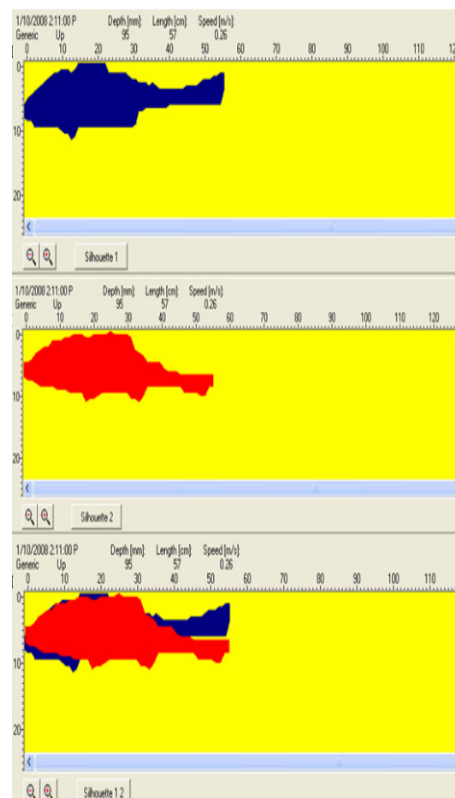 1/10/2008 2:11:00 P Depth [mm]: Length [cm]: Speed [m/s]:
Generic Up 95 57 0.26
0 10 20 30 40 50 60 70 80 90 100 110 120
0
10
20
Silhouette 1
1/10/2008 2:11:00 P Depth [mm]: Length [cm]: Speed [m/s]:
Generic Up 95 57 0.26
0 10 20 30 40 50 60 70 80 90 100 110 120
0
10
20
Silhouette 2
1/10/2008 2:11:00 P Depth [mm]: Length [cm]: Speed [m/s]:
Generic Up 95 57 0.26
0 10 20 30 40 50 60 70 80 90 100 110
0
10
20
Silhouette 1 2